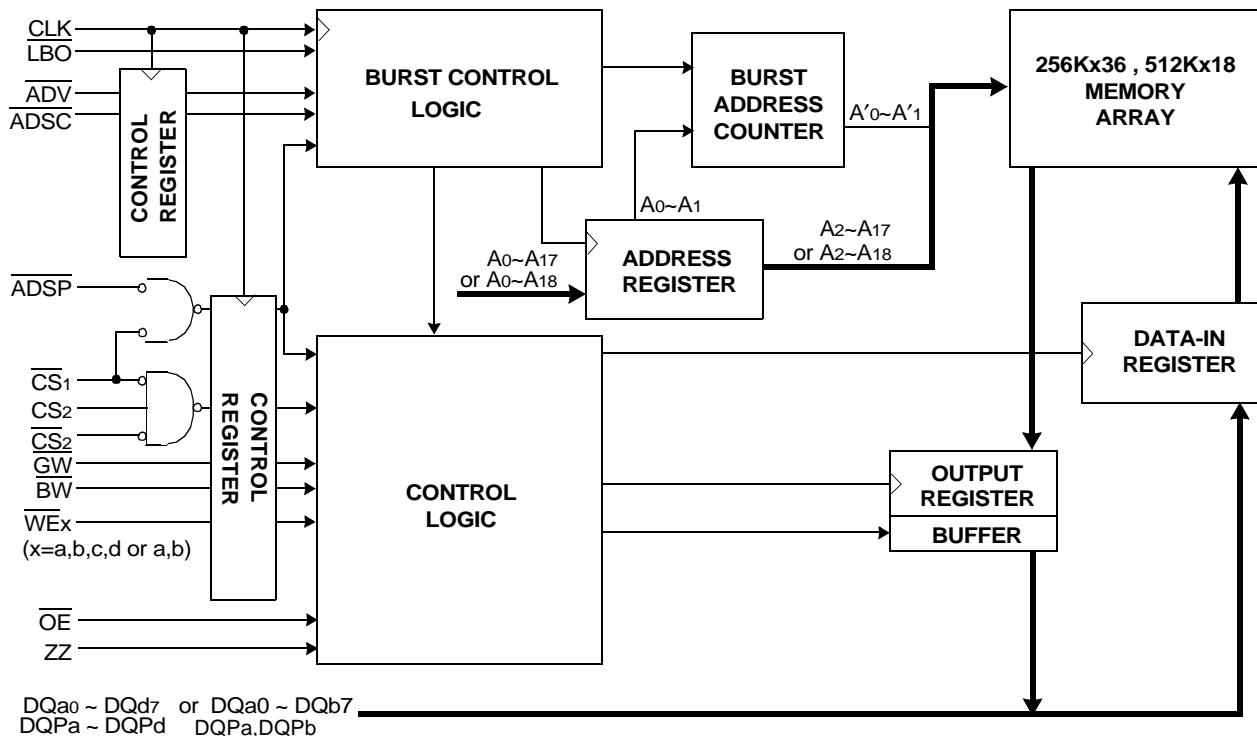 CLK
LBO
ADV
ADSC
CONTROL
REGISTER
BURST CONTROL
LOGIC
BURST
ADDRESS
COUNTER
A′0~A′1
256Kx36 , 512Kx18
MEMORY
ARRAY
A0~A1
A2~A17
or A2~A18
A0~A17
or A0~A18
ADDRESS
REGISTER
ADSP
CS1
CS2
CS2
GW
BW
WEx
(x=a,b,c,d or a,b)
OE
ZZ
CONTROL
REGISTER
CONTROL
LOGIC
DATA-IN
REGISTER
OUTPUT
REGISTER
BUFFER
DQa0 ~ DQd7 or DQa0 ~ DQb7
DQPa ~ DQPd DQPa,DQPb